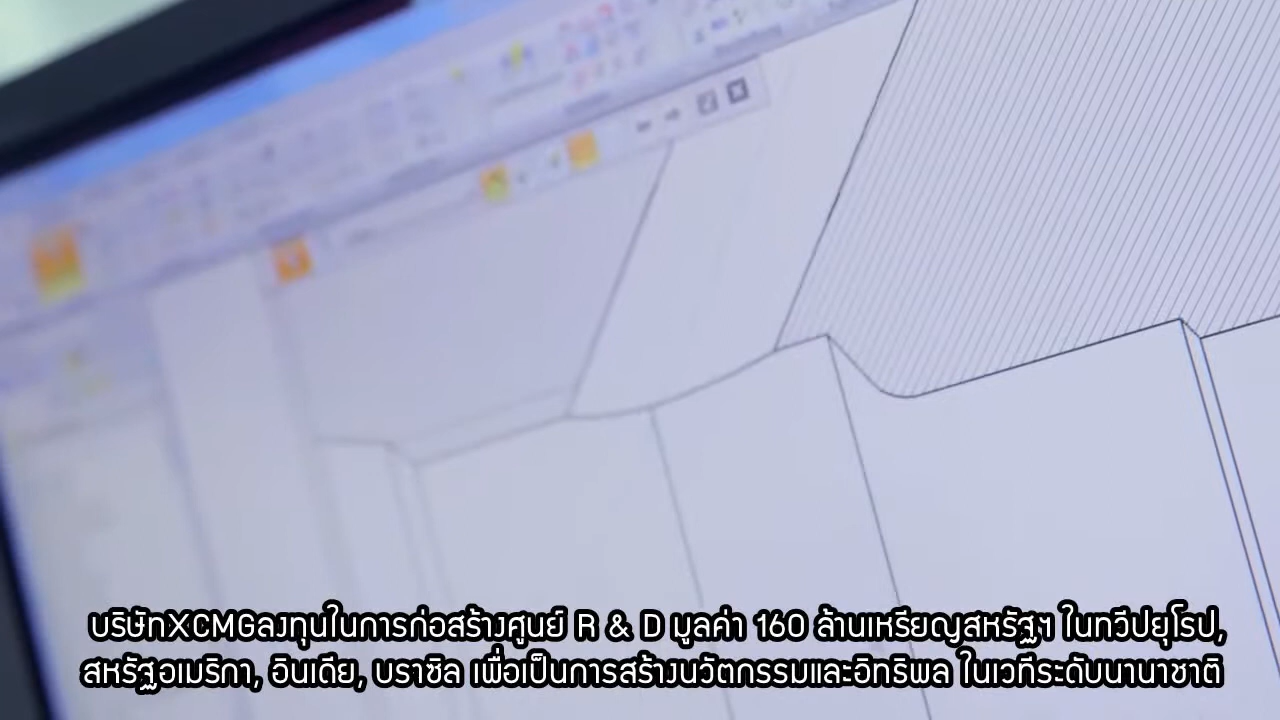 บริษัทXCMGลงทุนในการก่อสร้างศูนย์ R & D มูลค่า 160 ล้านเหรียญสหรัฐฯ ในทวีปยุโรป,
สหรัฐอเมริกา, อินเดีย, บราซิล เพื่อเป็นการสร้างนวัตกรรมและอิทธิพล ในเวทีระดับนานาชาติ